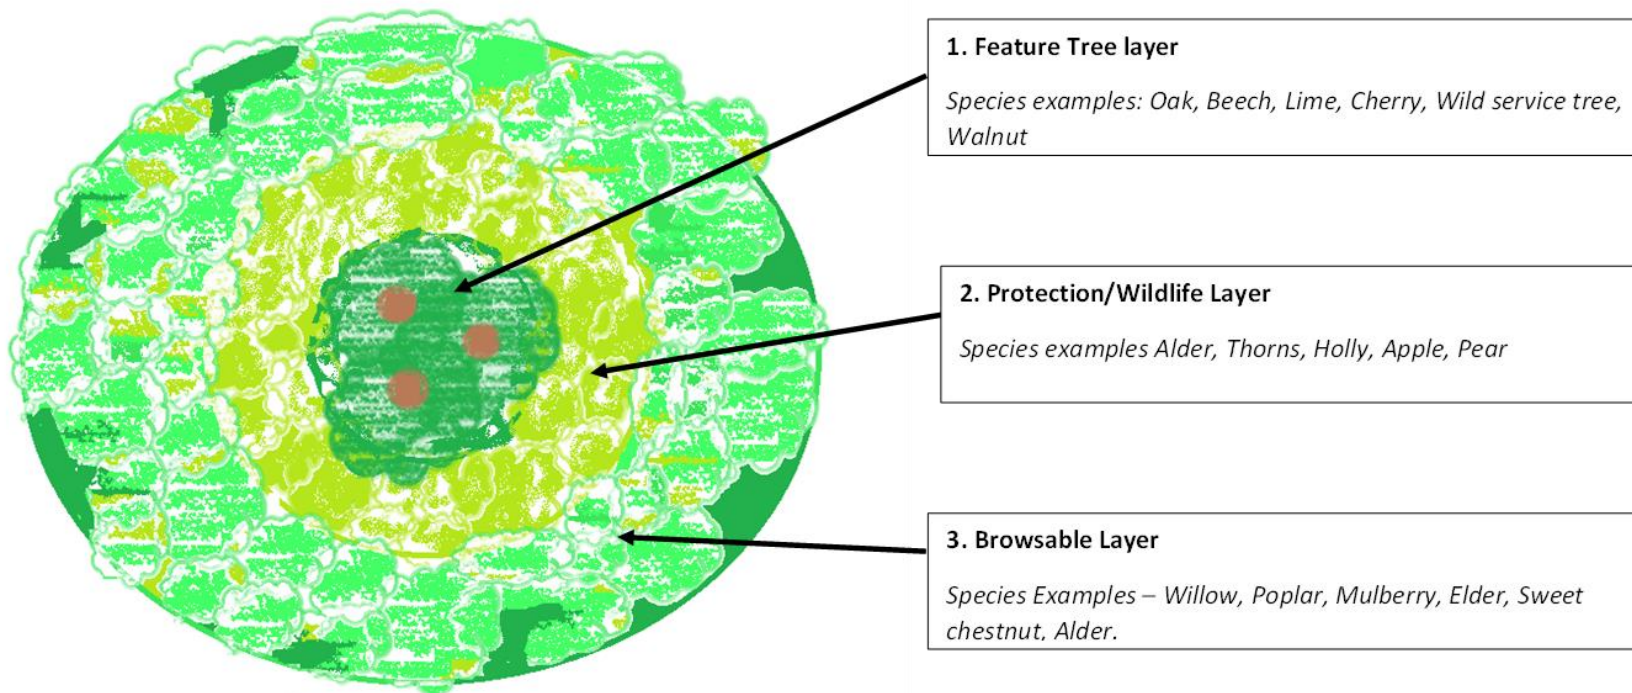 1. Feature Tree layer
Species examples: Oak, Beech, Lime, Cherry, Wild service tree,
Walnut
2. Protection/Wildlife Layer
Species examples Alder, Thorns, Holly, Apple, Pear
3. Browsable Layer
Species Examples – Willow, Poplar, Mulberry, Elder, Sweet
chestnut, Alder.